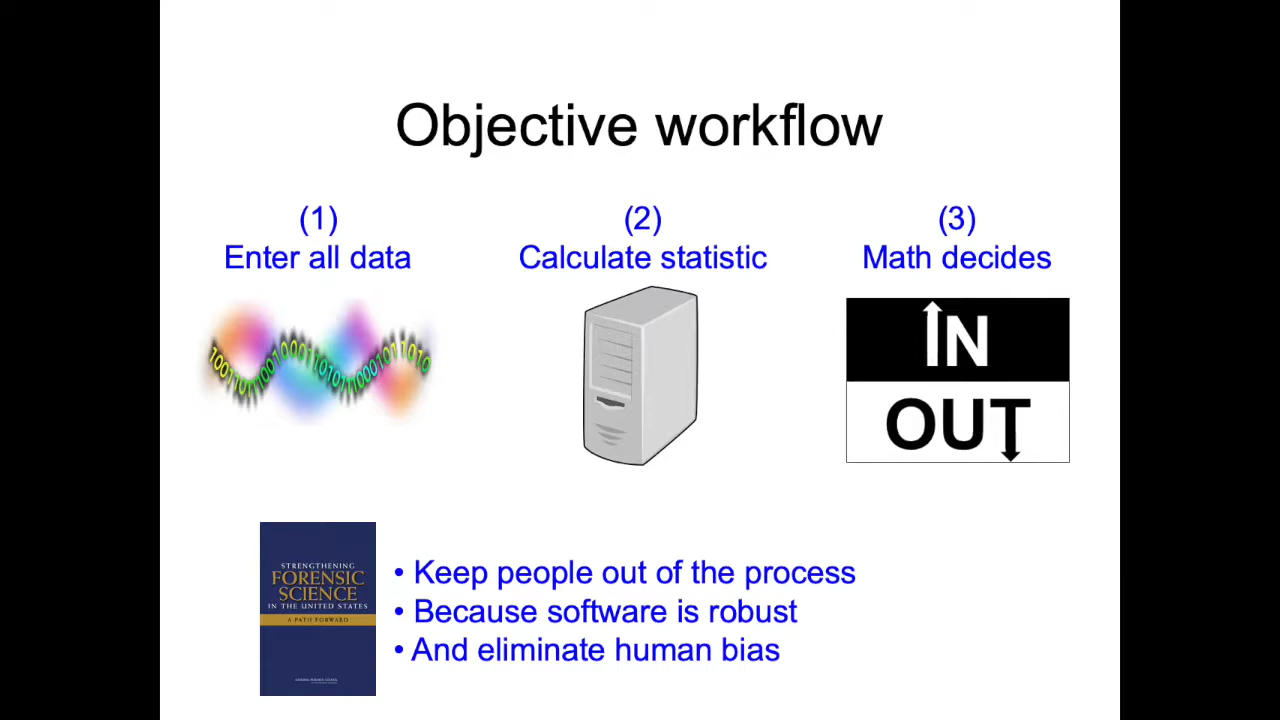 Objective workflow
(1)
Enter all data
(2)
Calculate statistic
(3)
Math decides
IN
OUT
STRENGTHENING
FORENSIC
SCIENCE
IN THE UNITED STATES
A PATH FORWARD
• Keep people out of the process
• Because software is robust
• And eliminate human bias